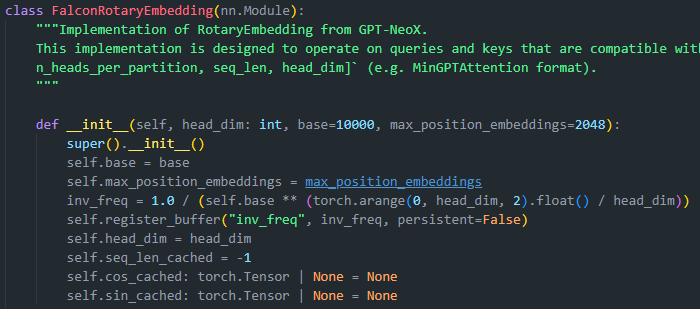 class FalconRotaryEmbedding(nn.Module):
"""Implementation of RotaryEmbedding from GPT-NeoX.
This implementation is designed to operate on queries and keys that are compatible with
n_heads_per_partition, seq_len, head_dim]` (e.g. MinGPTAttention format).
"""
def __init__(self, head_dim: int, base=10000, max_position_embeddings=2048):
super().__init__()
self.base = base
self.max_position_embeddings = max_position_embeddings
inv_freq = 1.0 / (self.base ** (torch.arange(0, head_dim, 2).float() / head_dim))
self.register_buffer("inv_freq", inv_freq, persistent=False)
self.head_dim = head_dim
self.seq_len_cached = -1
self.cos_cached: torch.Tensor | None = None
self.sin_cached: torch.Tensor | None = None